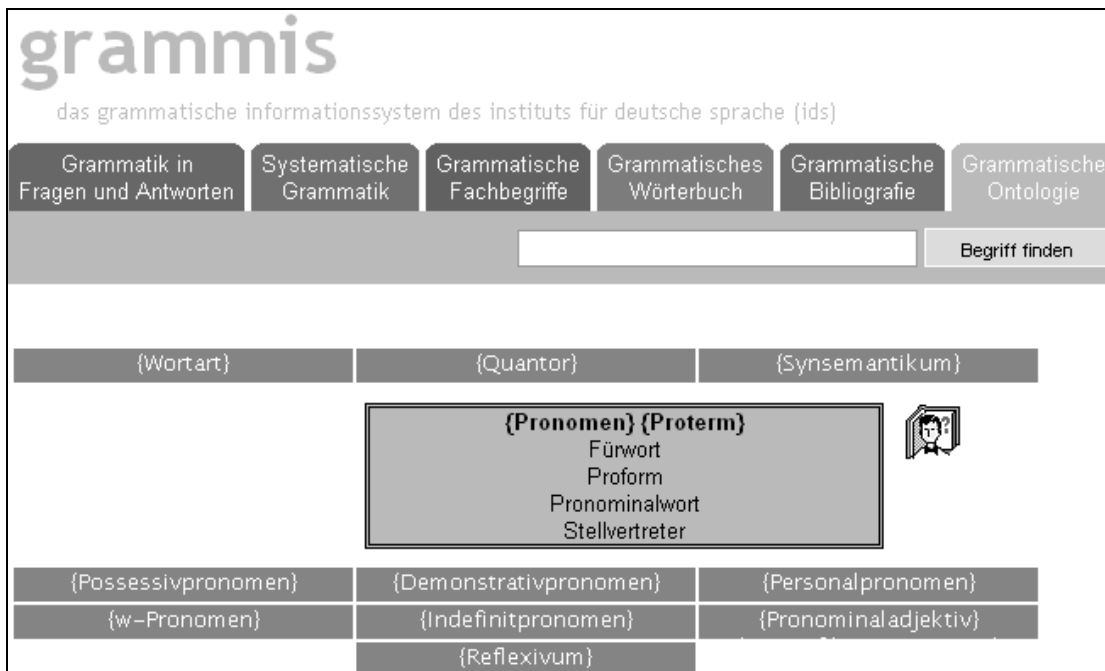 grammis
das grammatische informationssystem des instituts für deutsche sprache (ids)
Grammatik in Fragen und Antworten
Systematische Grammatik
Grammatische Fachbegriffe
Grammatisches Wörterbuch
Grammatische Bibliografie
Grammatische Ontologie
Begriff finden
{Wortart} {Quantor} {Synsemantikum}
{Pronomen} {Proterm}
Fürwort
Proform
Pronominalwort
Stellvertreter
{Possessivpronomen} {Demonstrativpronomen} {Personalpronomen}
{w-Pronomen} {Indefinitpronomen} {Pronominaladjektiv}
{Reflexivum}